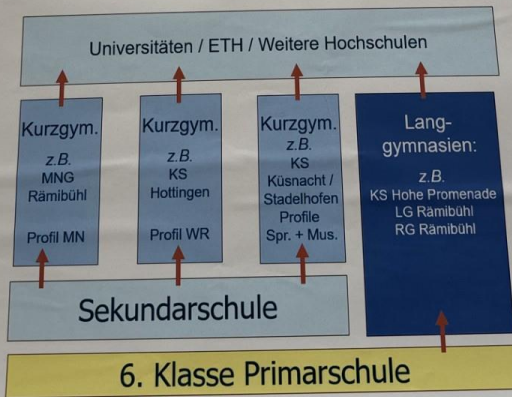 Universitäten / ETH / Weitere Hochschulen
Kurzgym.
z.B.
MNG
Rämibühl
Profil MN
Kurzgym.
z.B.
KS
Hottingen
Profil WR
Kurzgym.
z.B.
KS
Küsnacht /
Stadelhofen
Profile
Spr. + Mus.
Lang-
gymnasien:
z.B.
KS Hohe Promenade
LG Rämibühl
RG Rämibühl
Sekundarschule
6. Klasse Primarschule